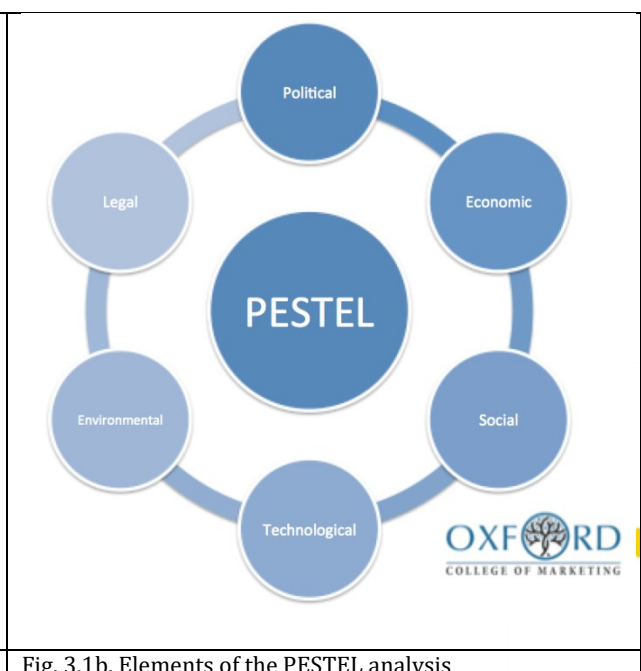 Political
Economic
Social
Technological
Environmental
Legal
PESTEL
OXFORD
COLLEGE OF MARKETING
Fig. 3.1b. Elements of the PESTEL analysis